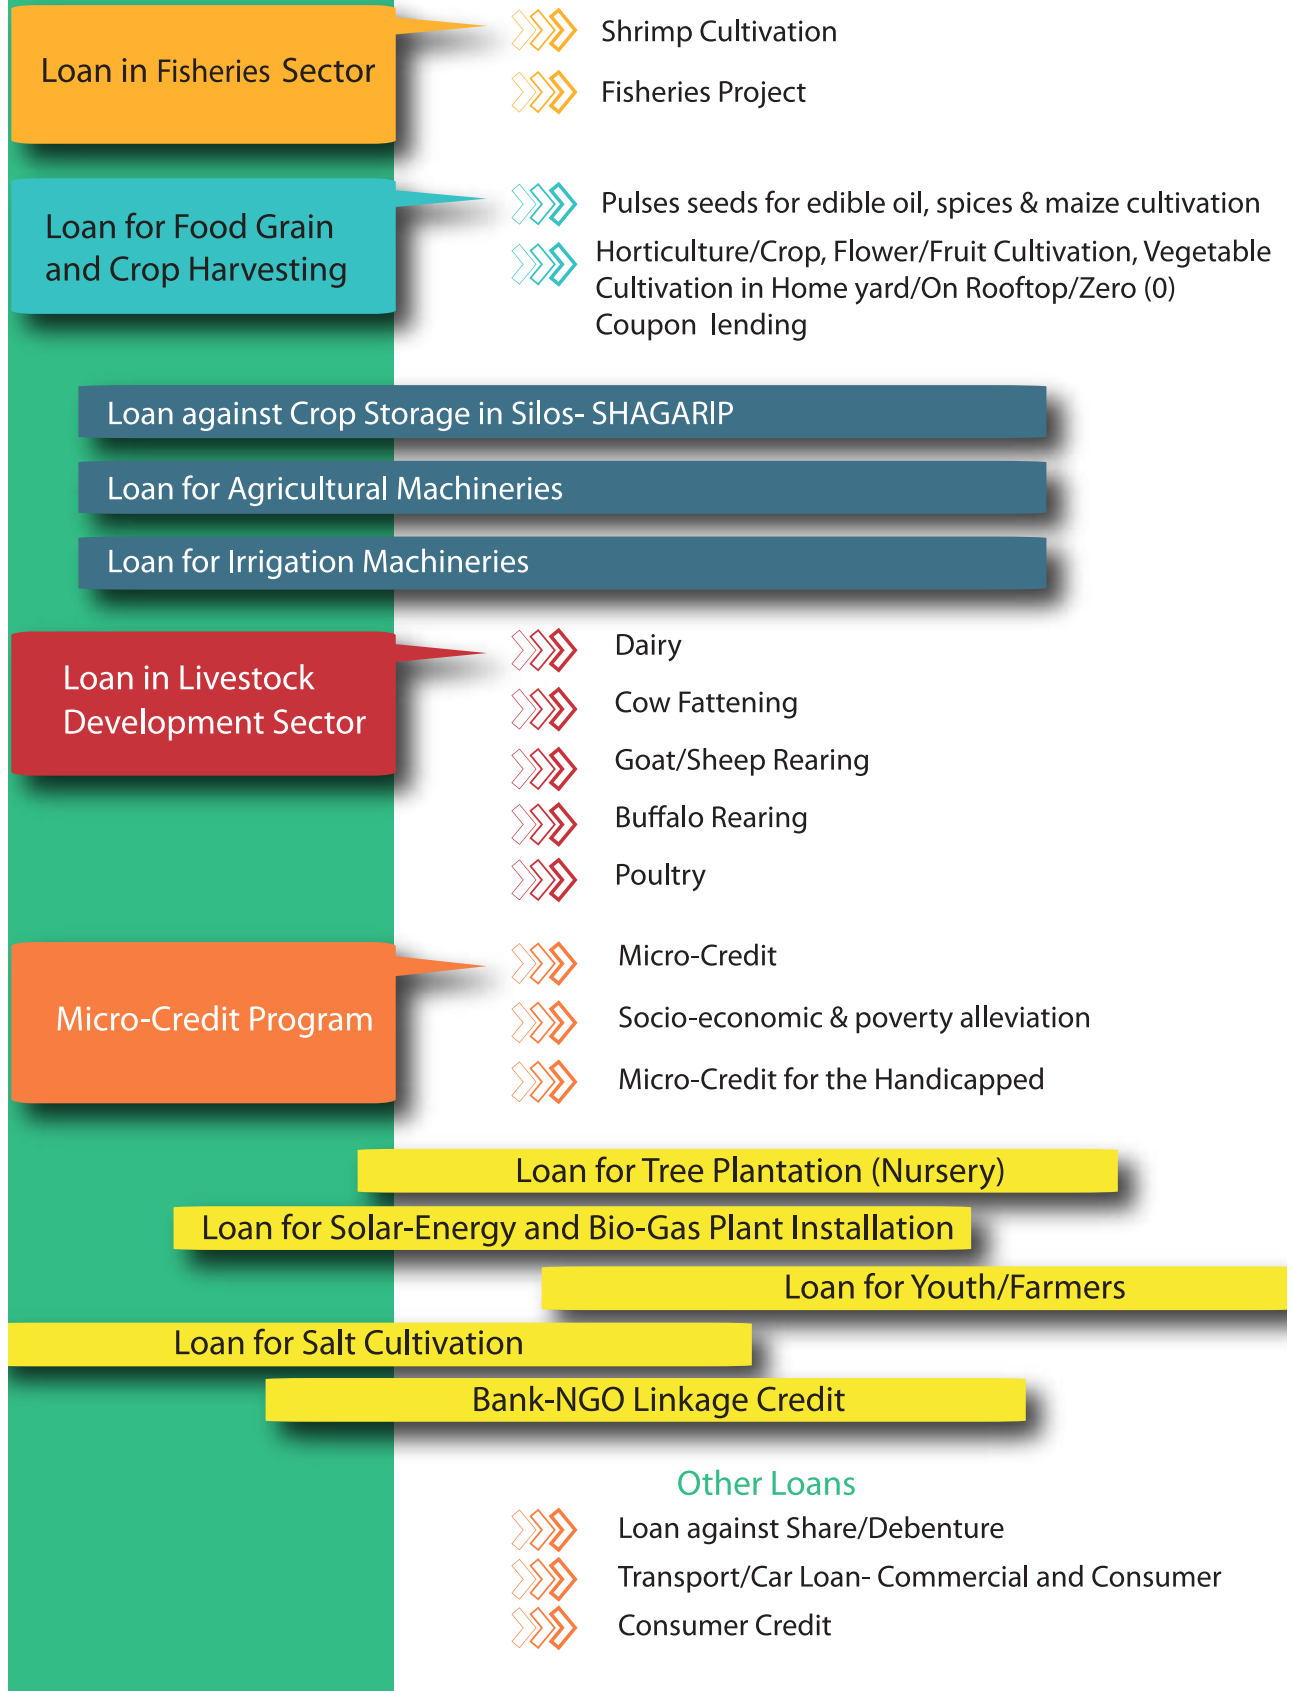 Loan in Fisheries Sector
Shrimp Cultivation
Fisheries Project
Loan for Food Grain
and Crop Harvesting
Pulses seeds for edible oil, spices & maize cultivation
Horticulture/Crop, Flower/Fruit Cultivation, Vegetable
Cultivation in Home yard/On Rooftop/Zero (0)
Coupon lending
Loan against Crop Storage in Silos- SHAGARIP
Loan for Agricultural Machineries
Loan for Irrigation Machineries
Loan in Livestock
Development Sector
Dairy
Cow Fattening
Goat/Sheep Rearing
Buffalo Rearing
Poultry
Micro-Credit Program
Micro-Credit
Socio-economic & poverty alleviation
Micro-Credit for the Handicapped
Loan for Tree Plantation (Nursery)
Loan for Solar-Energy and Bio-Gas Plant Installation
Loan for Youth/Farmers
Loan for Salt Cultivation
Bank-NGO Linkage Credit
Other Loans
Loan against Share/Debenture
Transport/Car Loan- Commercial and Consumer
Consumer Credit